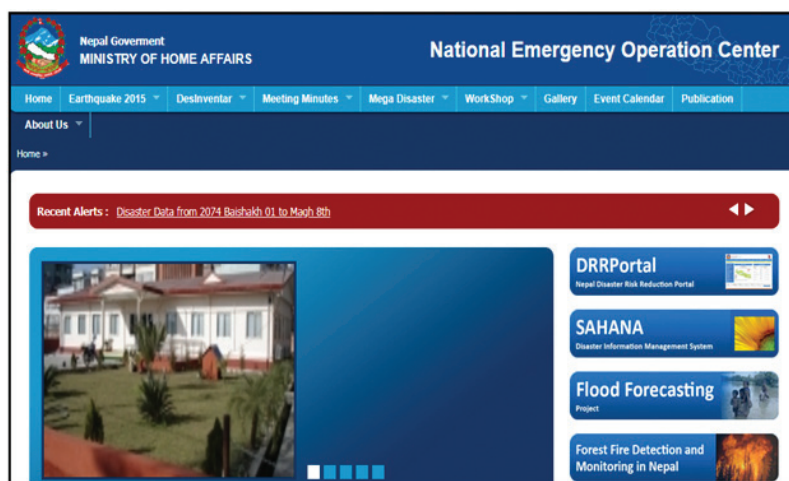 Nepal Goverment
MINISTRY OF HOME AFFAIRS
National Emergency Operation Center
Home Earthquake 2015 DesInventar Meeting Minutes Mega Disaster WorkShop Gallery Event Calendar Publication
About Us
Home »
Recent Alerts : Disaster Data from 2074 Baishakh 01 to Magh 8th
DRRPortal
Nepal Disaster Risk Reduction Portal
SAHANA
Disaster Information Management System
Flood Forecasting
Project
Forest Fire Detection and
Monitoring in Nepal